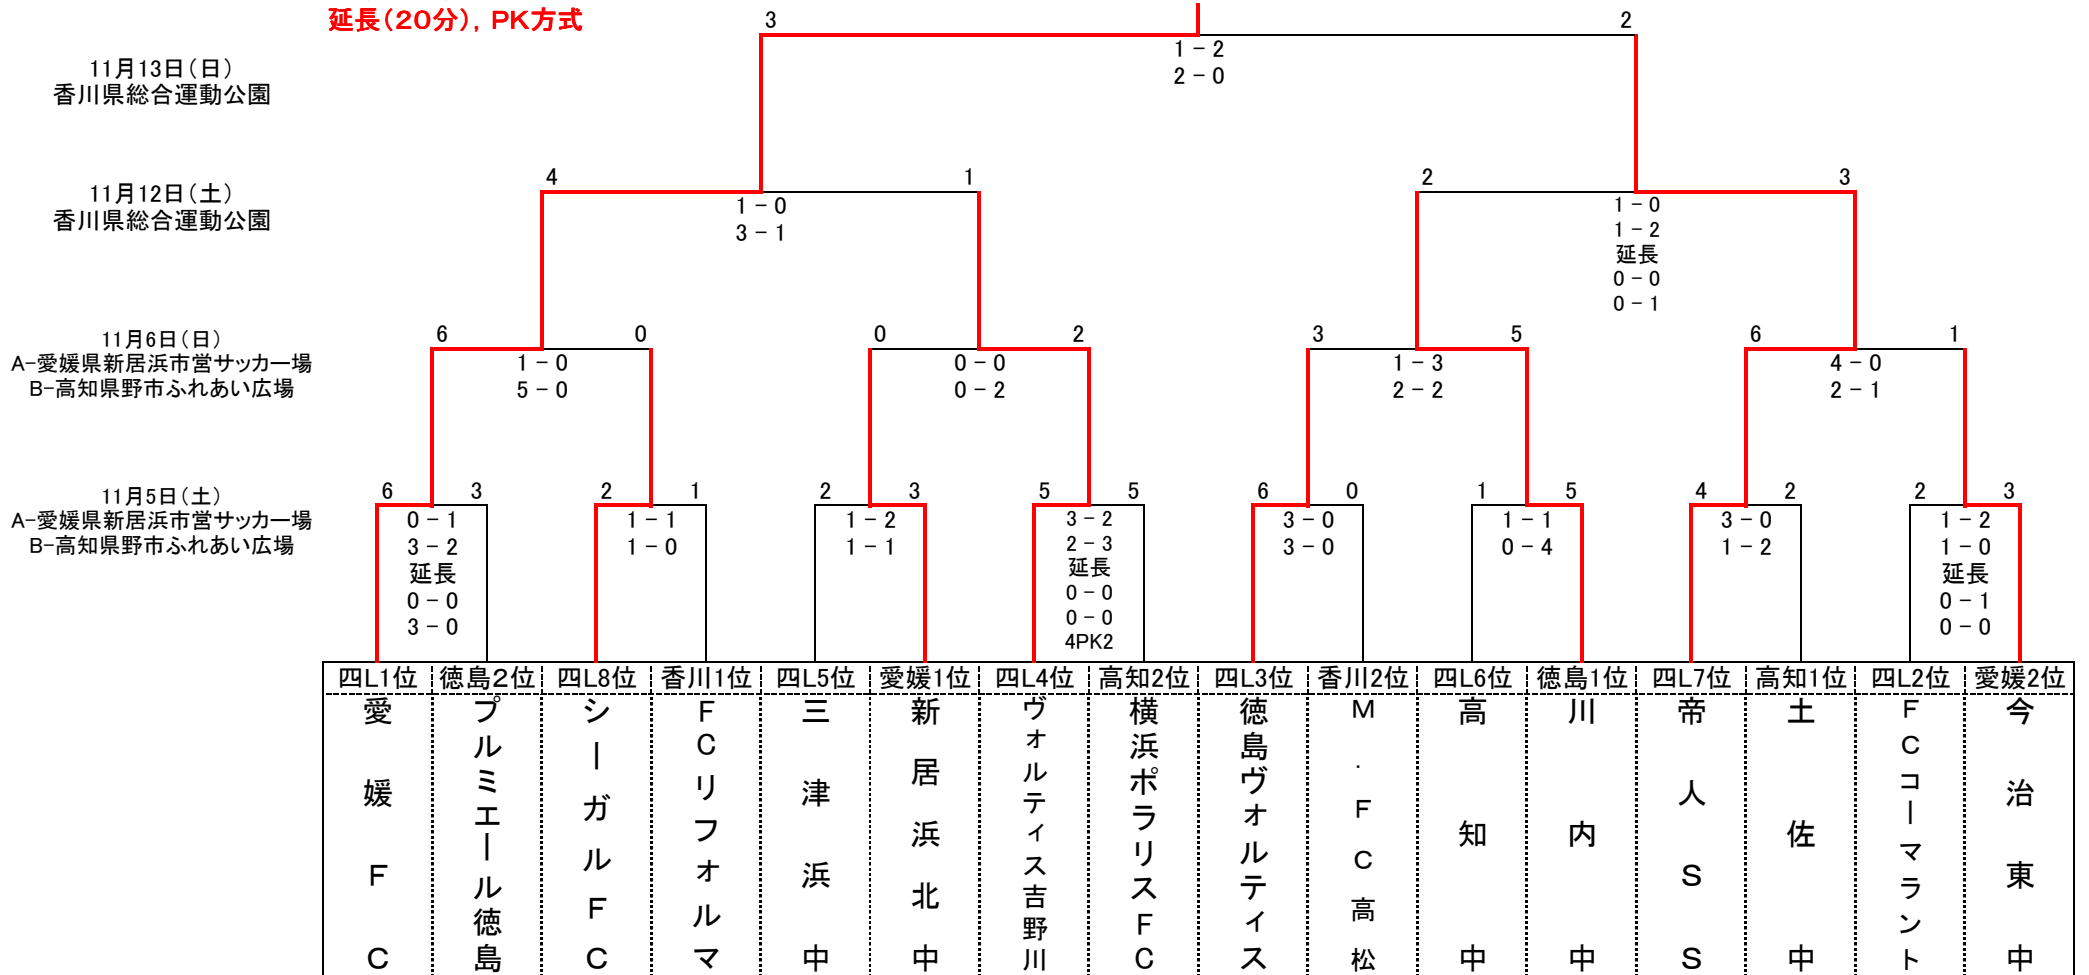 延長（20分），PK方式
3
2
1－2
2－0
11月13日（日）
香川県総合運動公園
4
1
2
3
11月12日（土）
香川県総合運動公園
1－0
3－1
1－0
1－2
延長
0－0
0－1
6
0
0
2
3
5
6
1
11月6日（日）
A-愛媛県新居浜市営サッカー場
B-高知県野市ふれあい広場
1－0
5－0
0－0
0－2
1－3
2－2
4－0
2－1
6
3
2
1
2
3
5
5
6
0
1
5
4
2
2
3
11月5日（土）
A-愛媛県新居浜市営サッカー場
B-高知県野市ふれあい広場
0－1
3－2
延長
0－0
3－0
1－1
1－0
1－2
1－1
3－2
2－3
延長
0－0
0－0
4PK2
3－0
3－0
1－1
0－4
3－0
1－2
1－2
1－0
延長
0－1
0－0
四L1位
徳島2位
四L8位
香川1位
四L5位
愛媛1位
四L4位
高知2位
四L3位
香川2位
四L6位
徳島1位
四L7位
高知1位
四L2位
愛媛2位
愛媛FC
プルミエール徳島
シーガルFC
FCリフォルマ
三津浜中
新居浜北中
ヴォルティス吉野川
横浜ポラリスFC
徳島ヴォルティス
M.FC高松
高知中
川内中
帝人SS
土佐中
FCコーマラント
今治東中